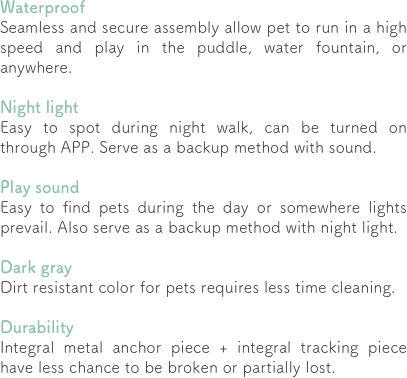 Waterproof
Seamless and secure assembly allow pet to run in a high
speed and play in the puddle, water fountain, or
anywhere.
Night light
Easy to spot during night walk, can be turned on
through APP. Serve as a backup method with sound.
Play sound
Easy to find pets during the day or somewhere lights
prevail. Also serve as a backup method with night light.
Dark gray
Dirt resistant color for pets requires less time cleaning.
Durability
Integral metal anchor piece + integral tracking piece
have less chance to be broken or partially lost.